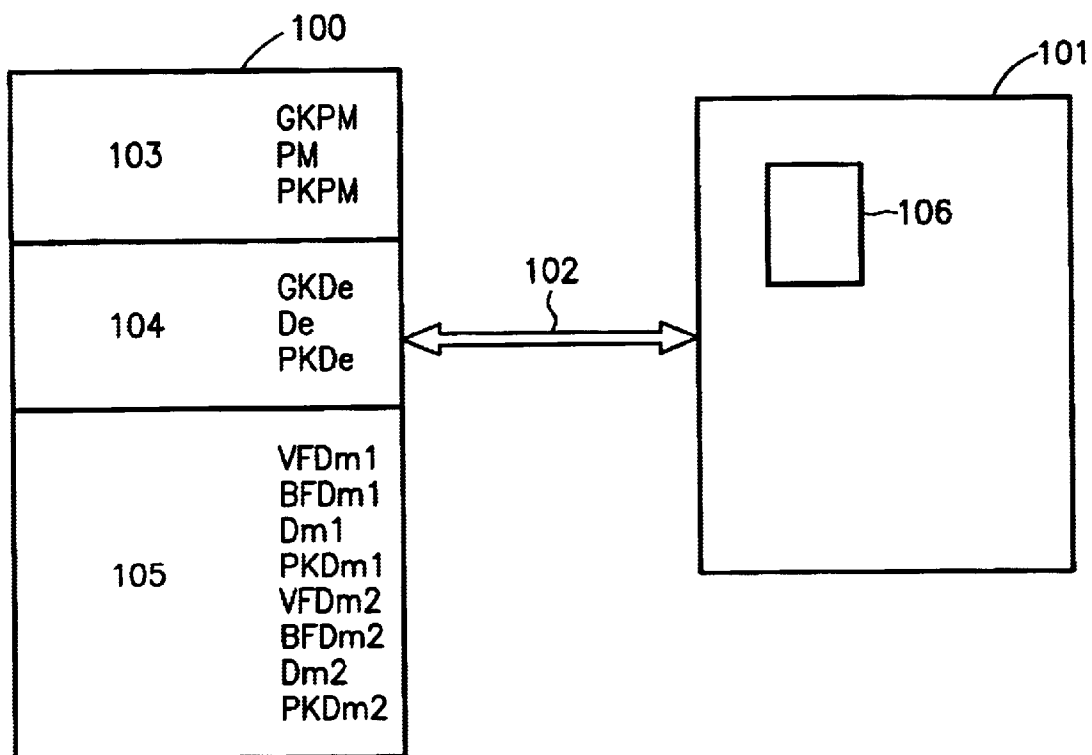 100
101
103
GKPM
PM
PKPM
106
102
104
GKDe
De
PKDe
105
VFDm1
BFDm1
Dm1
PKDm1
VFDm2
BFDm2
Dm2
PKDm2